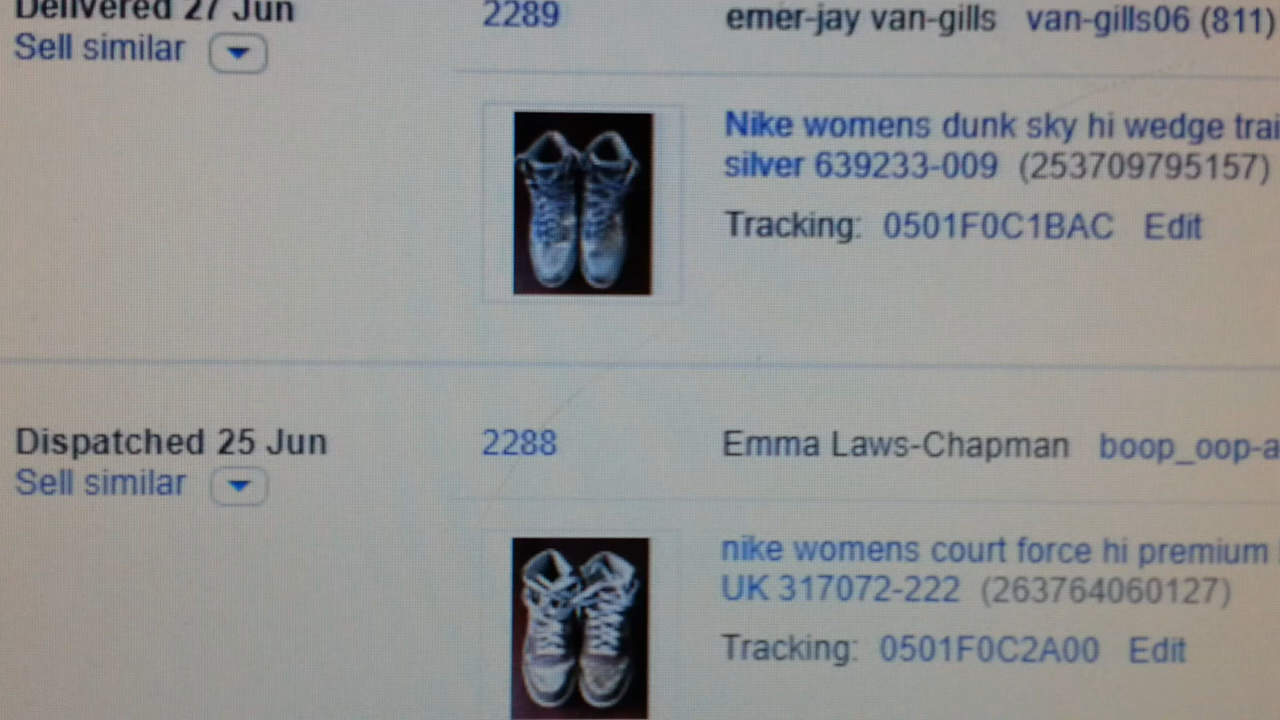 Delivered 27 Jun 2289 emer-jay van-gills van-gills06 (811)
Sell similar
Nike womens dunk sky hi wedge trai
silver 639233-009 (253709795157)
Tracking: 0501F0C1BAC Edit
Dispatched 25 Jun 2288 Emma Laws-Chapman boop_oop-a
Sell similar
nike womens court force hi premium
UK 317072-222 (263764060127)
Tracking: 0501F0C2A00 Edit